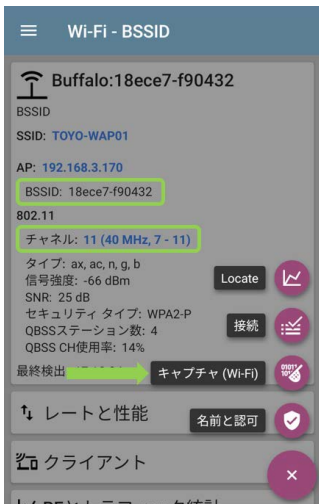 Wi-Fi - BSSID
Buffalo:18ece7-f90432
BSSID
SSID: TOYO-WAP01
AP: 192.168.3.170
BSSID: 18ece7-f90432
802.11
チャネル: 11 (40 MHz, 7 - 11)
タイプ: ax, ac, n, g, b
信号強度: -66 dBm
Locate
SNR: 25 dB
セキュリティ タイプ: WPA2-P
QBSSステーション数: 4
接続
QBSS CH使用率: 14%
最終検出
キャプチャ (Wi-Fi)
レートと性能
名前と認可
クライアント